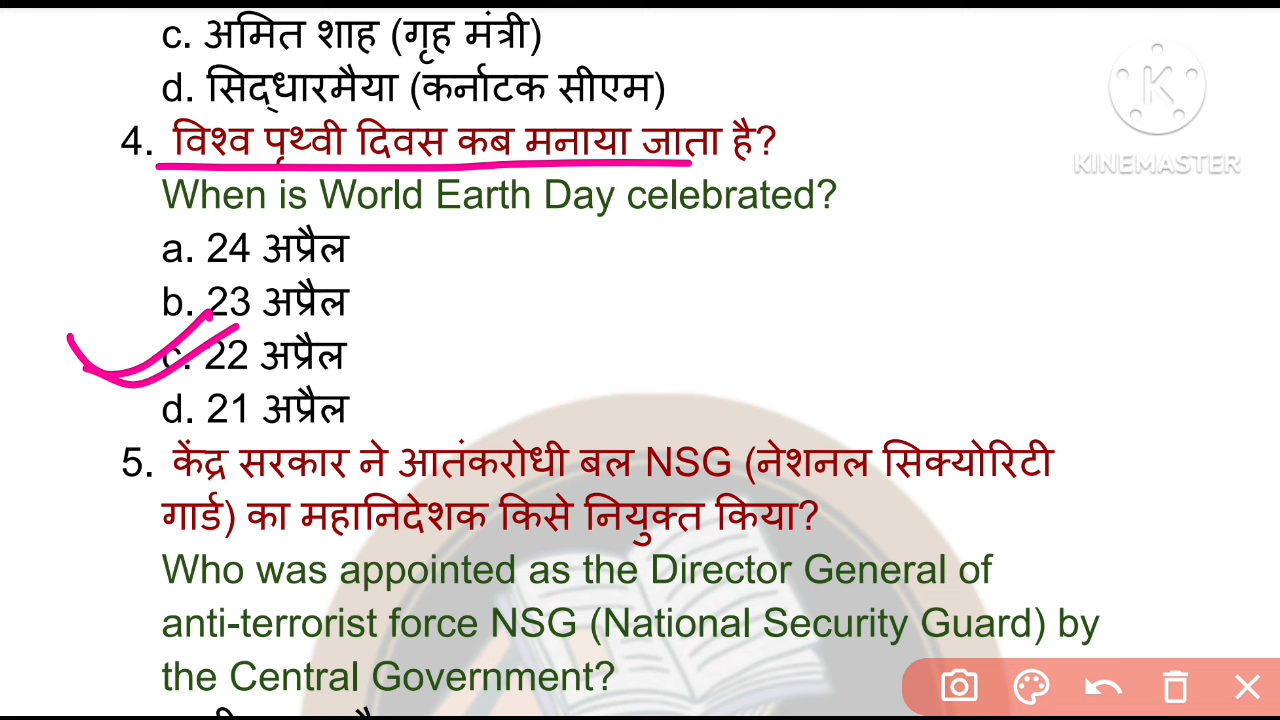 c. अमित शाह (गृह मंत्री)
d. सिद्धारमैया (कर्नाटक सीएम)
4. विश्व पृथ्वी दिवस कब मनाया जाता है?
When is World Earth Day celebrated?
a. 24 अप्रैल
b. 23 अप्रैल
c. 22 अप्रैल
d. 21 अप्रैल
5. केंद्र सरकार ने आतंकरोधी बल NSG (नेशनल सिक्योरिटी
गार्ड) का महानिदेशक किसे नियुक्त किया?
Who was appointed as the Director General of
anti-terrorist force NSG (National Security Guard) by
the Central Government?
K
KINEMASTER